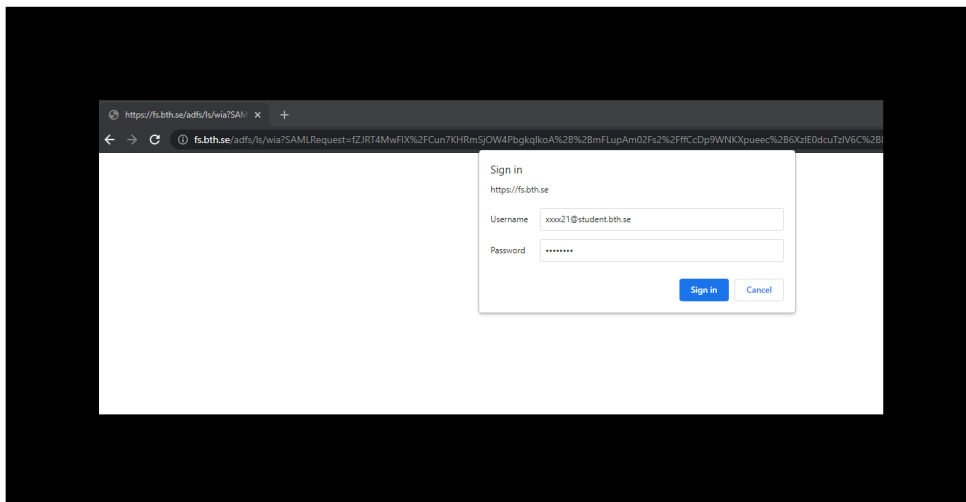 https://fs.bth.se/adfs/ls/wia?SAML
fs.bth.se/adfs/ls/wia?SAMLRequest=fZJRT4MwFIX%2FCun7KHRmSjOW4PbgkqlkoA%2B%2BmFLupAm02Fs2%2FffCcDp9WNKXpueec%2B6XzlE0dcuTzlV6C%2B
Sign in
https://fs.bth.se
Username xxxx21@student.bth.se
Password ••••••••
Sign in Cancel